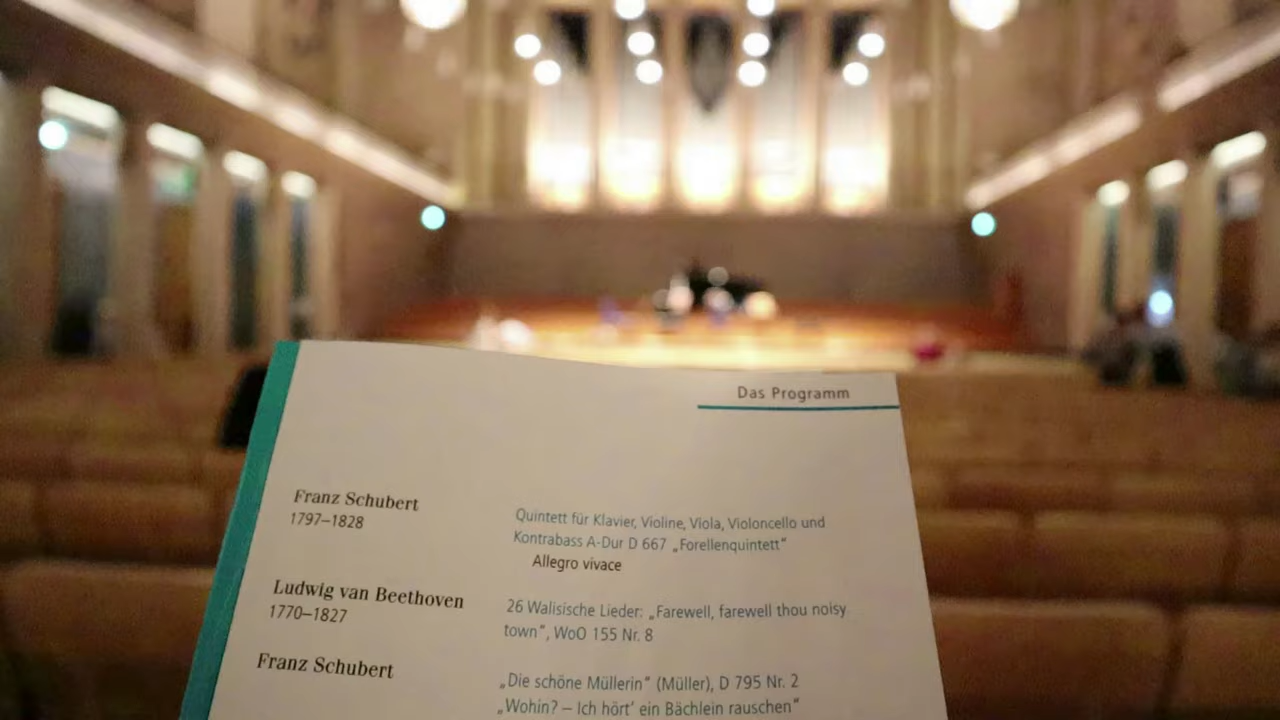 Das Programm
Franz Schubert
1797–1828
Quintett für Klavier, Violine, Viola, Violoncello und
Kontrabass A-Dur D 667 „Forellenquintett“
Allegro vivace
Ludwig van Beethoven
1770–1827
26 Walisische Lieder: „Farewell, farewell thou noisy
town“, WoO 155 Nr. 8
Franz Schubert
„Die schöne Müllerin“ (Müller), D 795 Nr. 2
„Wohin? – Ich hört’ ein Bächlein rauschen“